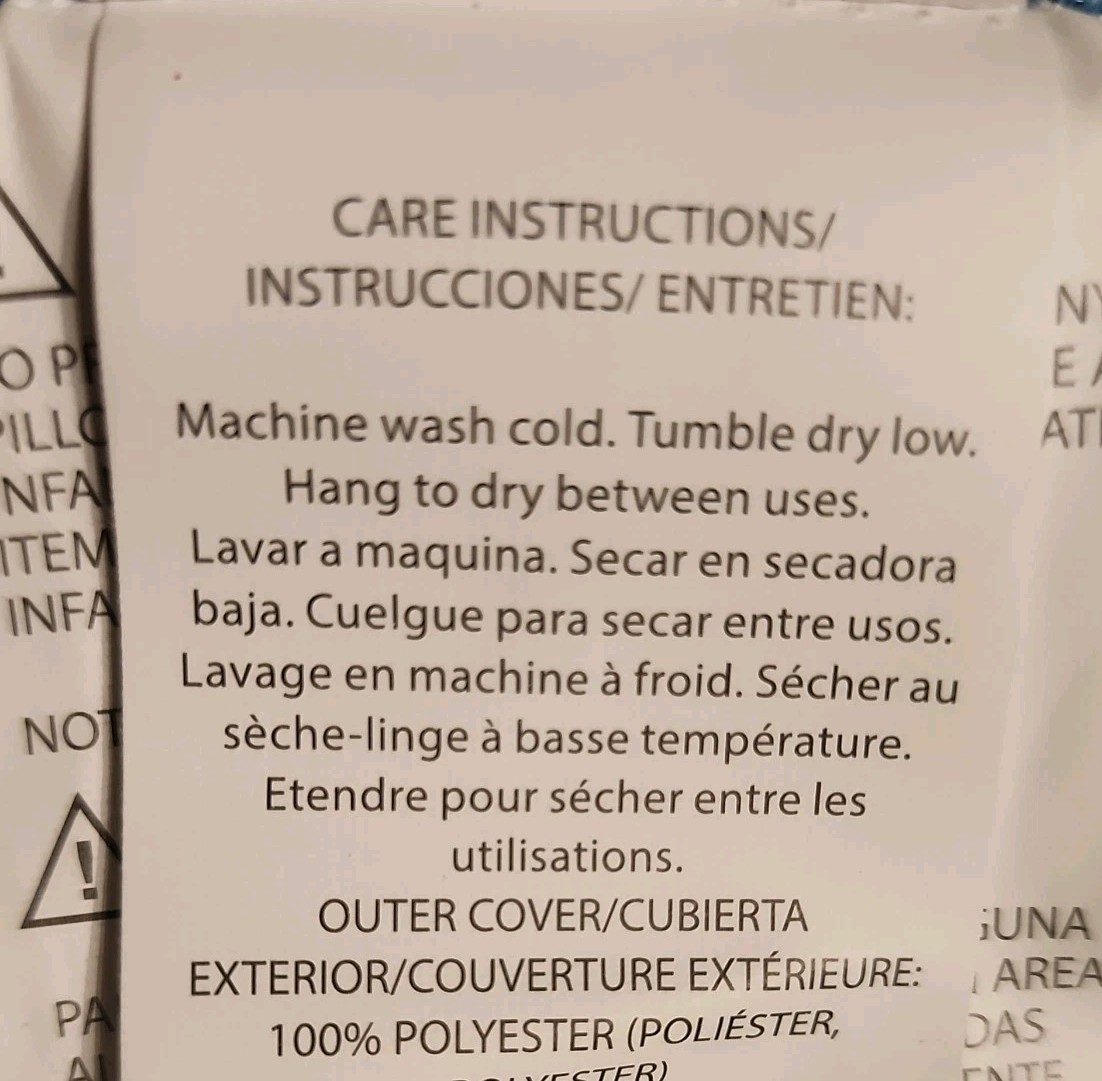 CARE INSTRUCTIONS/
INSTRUCCIONES/ ENTRETIEN:
Machine wash cold. Tumble dry low.
Hang to dry between uses.
Lavar a maquina. Secar en secadora
baja. Cuelgue para secar entre usos.
Lavage en machine à froid. Sécher au
sèche-linge à basse température.
Etendre pour sécher entre les
utilisations.
OUTER COVER/CUBIERTA
EXTERIOR/COUVERTURE EXTÉRIEURE:
100% POLYESTER (POLIÉSTER,
NOT
AREA